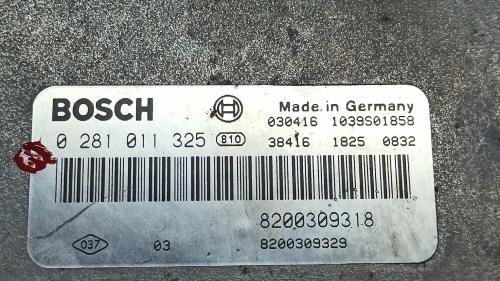 BOSCH Made in Germany
030416 1039S01858
0 281 011 325 810 38416 1825 0832
8200309318
037 03 8200309329